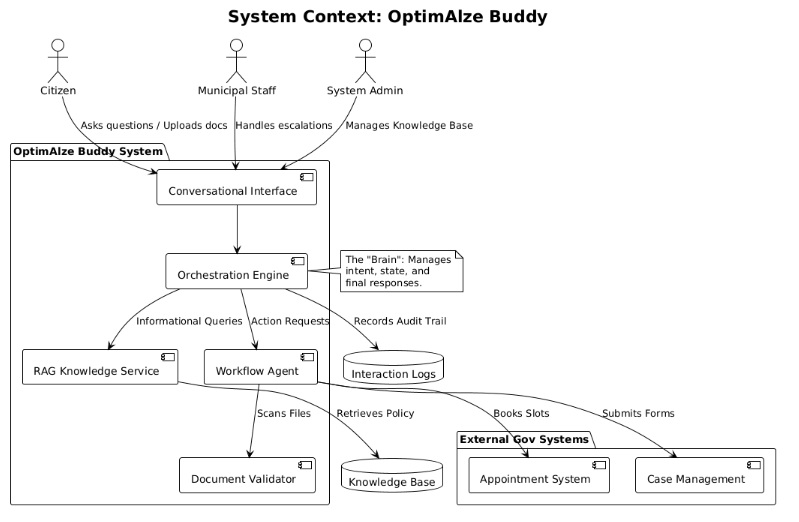 System Context: OptimAIze Buddy
Citizen
Municipal Staff
System Admin
Asks questions / Uploads docs
Handles escalations
Manages Knowledge Base
OptimAIze Buddy System
Conversational Interface
Orchestration Engine
The "Brain": Manages
intent, state, and
final responses.
Informational Queries
Action Requests
Records Audit Trail
RAG Knowledge Service
Workflow Agent
Interaction Logs
Scans Files
Retrieves Policy
Books Slots
Submits Forms
External Gov Systems
Document Validator
Knowledge Base
Appointment System
Case Management